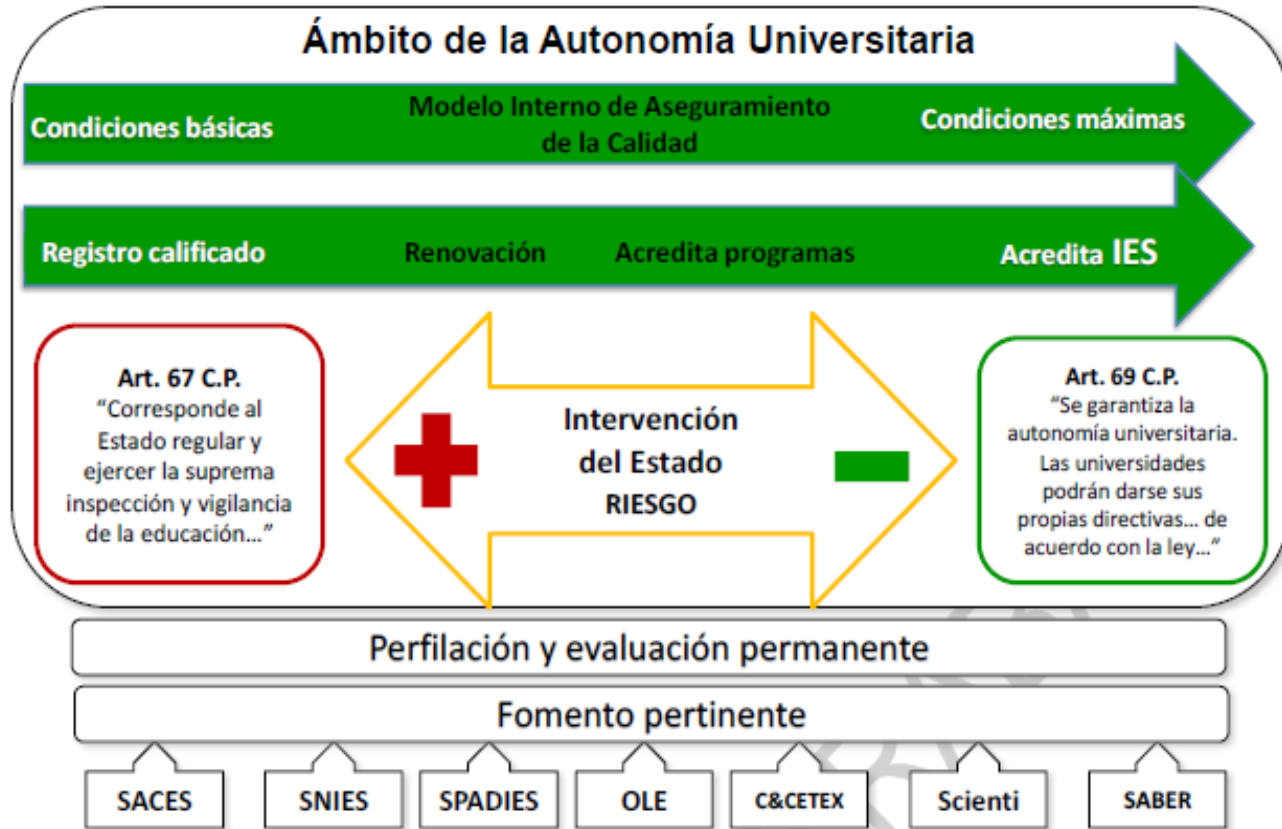 Ámbito de la Autonomía Universitaria
Condiciones básicas
Modelo Interno de Aseguramiento
de la Calidad
Condiciones máximas
Registro calificado
Renovación
Acredita programas
Acredita IES
Art. 67 C.P.
“Corresponde al
Estado regular y
ejercer la suprema
inspección y vigilancia
de la educación…”
Intervención
del Estado
RIESGO
Art. 69 C.P.
“Se garantiza la
autonomía universitaria.
Las universidades
podrán darse sus
propias directivas… de
acuerdo con la ley…”
Perfilación y evaluación permanente
Fomento pertinente
SACES
SNIES
SPADIES
OLE
C&CETEX
Scienti
SABER